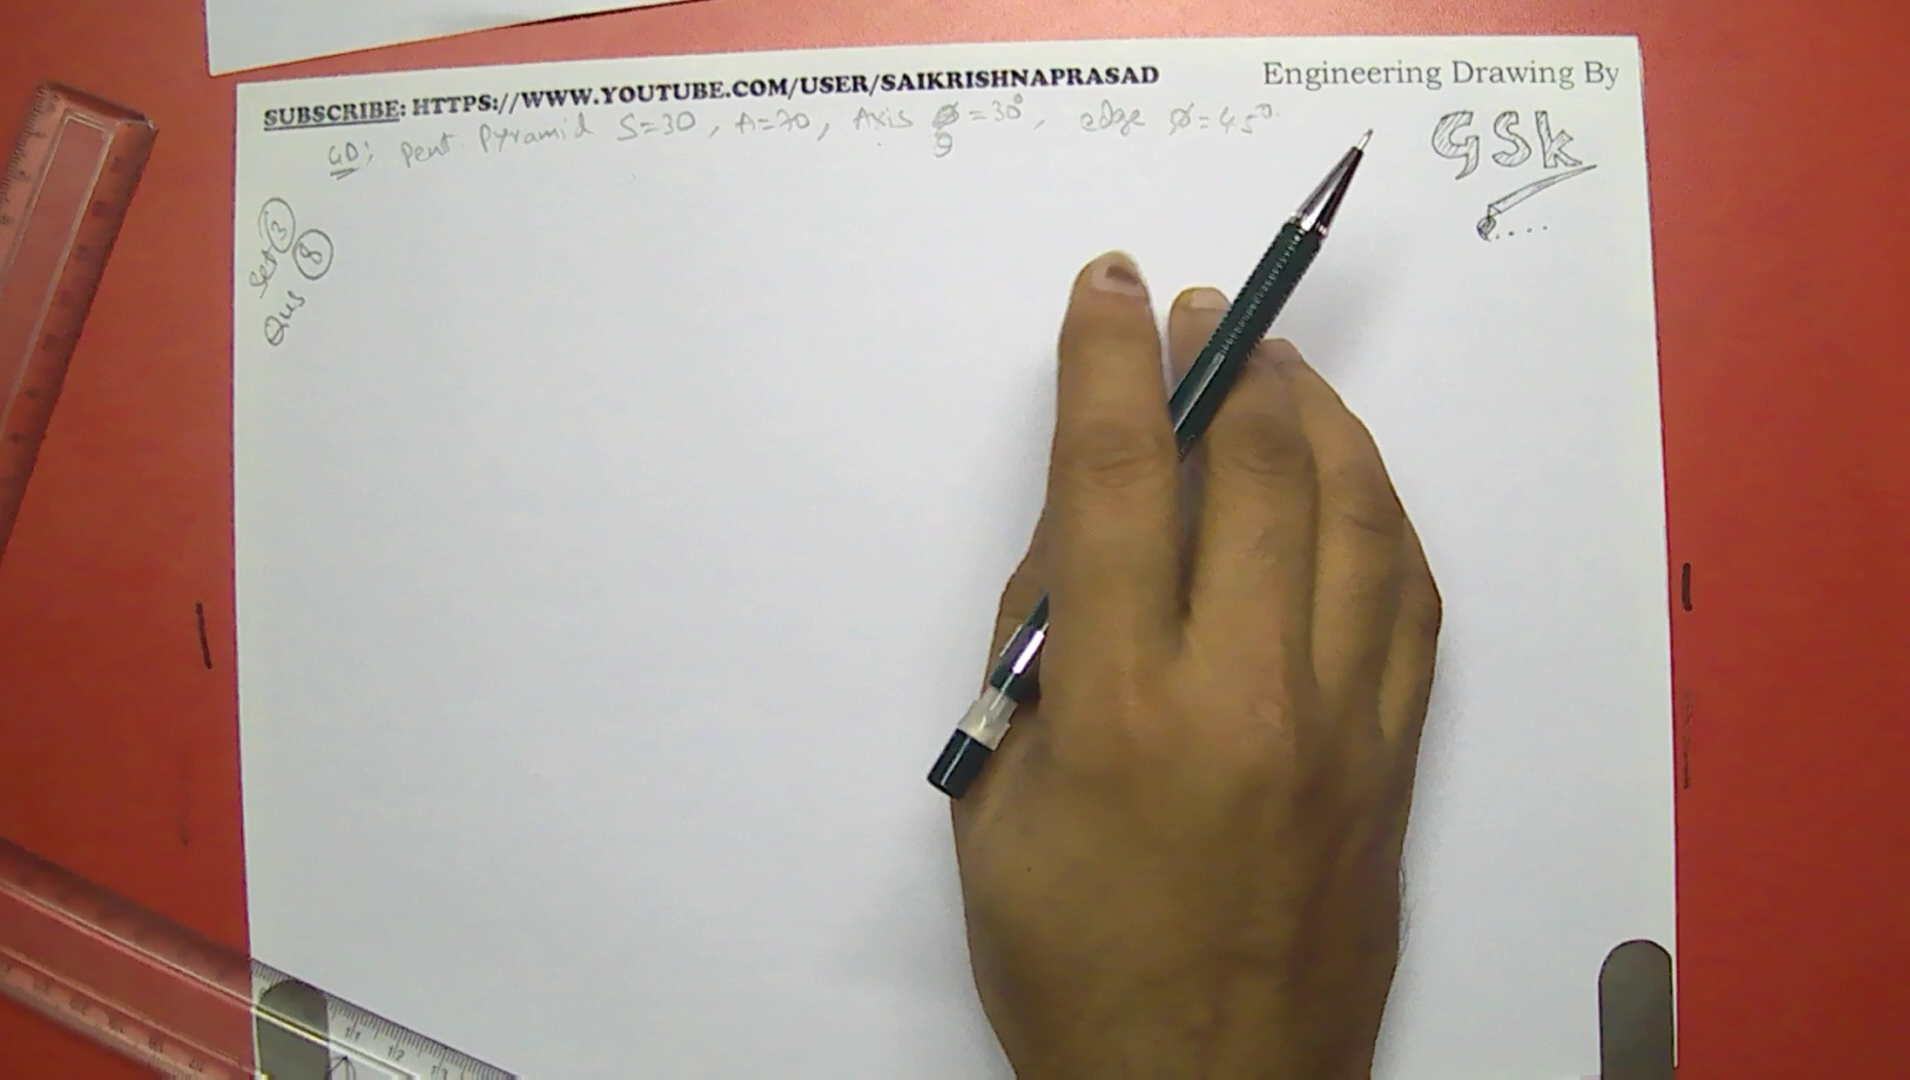 SUBSCRIBE: HTTPS://WWW.YOUTUBE.COM/USER/SAIKRISHNAPRASAD
Engineering Drawing By
GSK
GD: Pent. Pyramid S=30, A=70, Axis θ=30°, edge ø=45°.
Set 3
Qus 8